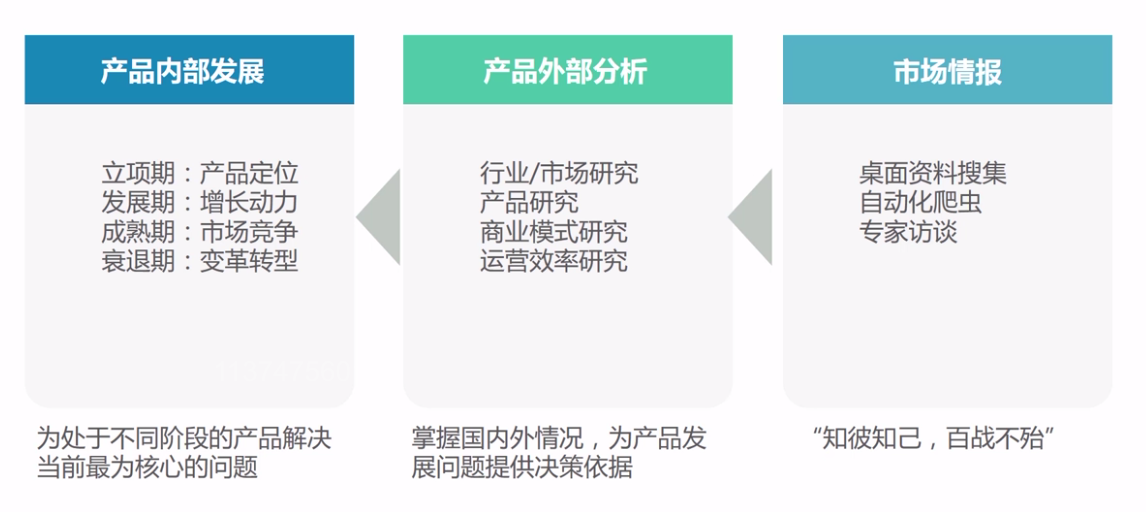 产品内部发展
立项期：产品定位
发展期：增长动力
成熟期：市场竞争
衰退期：变革转型
为处于不同阶段的产品解决
当前最为核心的问题
产品外部分析
行业/市场研究
产品研究
商业模式研究
运营效率研究
掌握国内外情况，为产品发
展问题提供决策依据
市场情报
桌面资料搜集
自动化爬虫
专家访谈
“知彼知己，百战不殆”